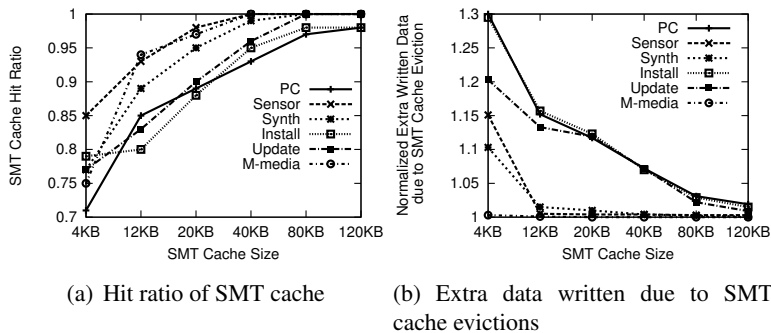 1
0.95
0.9
0.85
0.8
0.75
0.7
SMT Cache Hit Ratio
4KB 12KB 20KB 40KB 80KB 120KB
SMT Cache Size
PC
Sensor
Synth
Install
Update
M-media
(a) Hit ratio of SMT cache
1.3
1.25
1.2
1.15
1.1
1.05
1
Normalized Extra Written Data
due to SMT Cache Eviction
4KB 12KB 20KB 40KB 80KB 120KB
SMT Cache Size
PC
Sensor
Synth
Install
Update
M-media
(b) Extra data written due to SMT
cache evictions